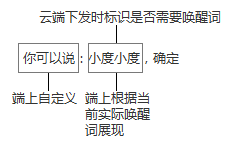 云端下发时标识是否需要唤醒词
你可以说：小度小度，确定
端上自定义
端上根据当
前实际唤醒
词展现